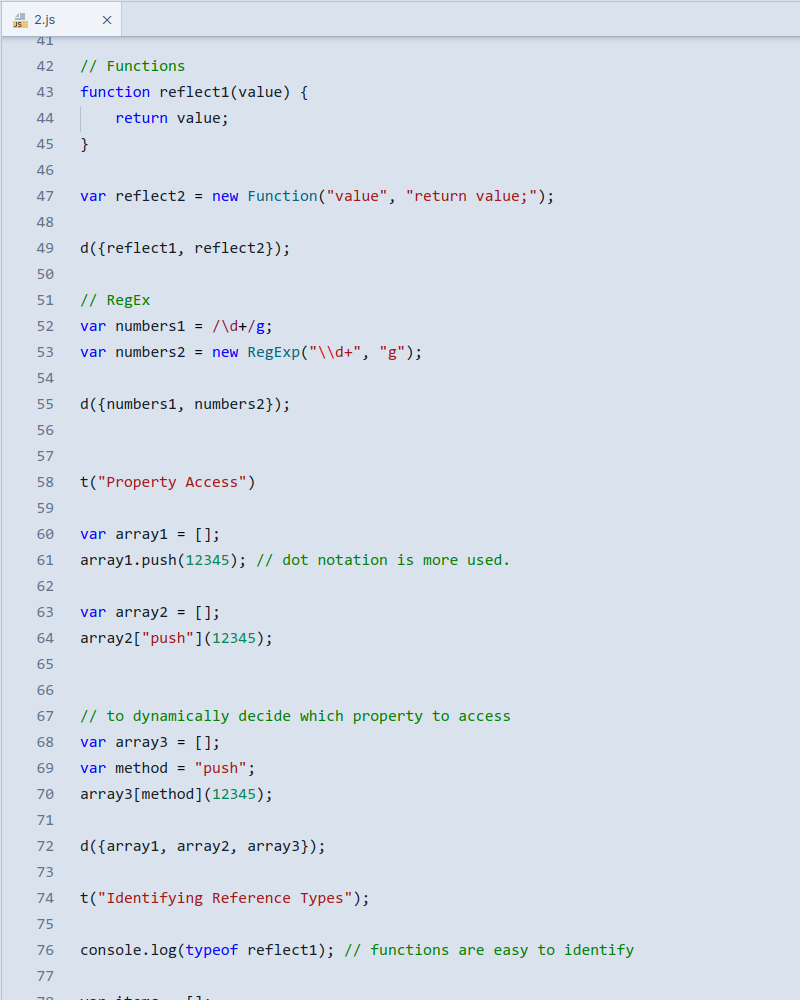 2.js
41
42 // Functions
43 function reflect1(value) {
44     return value;
45 }
46
47 var reflect2 = new Function("value", "return value;");
48
49 d({reflect1, reflect2});
50
51 // RegEx
52 var numbers1 = /\d+/g;
53 var numbers2 = new RegExp("\\d+", "g");
54
55 d({numbers1, numbers2});
56
57
58 t("Property Access")
59
60 var array1 = [];
61 array1.push(12345); // dot notation is more used.
62
63 var array2 = [];
64 array2["push"](12345);
65
66
67 // to dynamically decide which property to access
68 var array3 = [];
69 var method = "push";
70 array3[method](12345);
71
72 d({array1, array2, array3});
73
74 t("Identifying Reference Types");
75
76 console.log(typeof reflect1); // functions are easy to identify
77
78 var items = [];